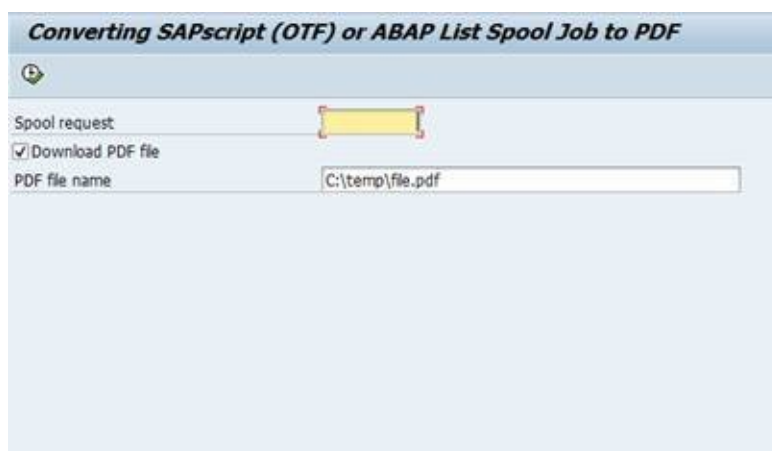 Converting SAPscript (OTF) or ABAP List Spool Job to PDF
Spool request
Download PDF file
PDF file name C:\temp\file.pdf